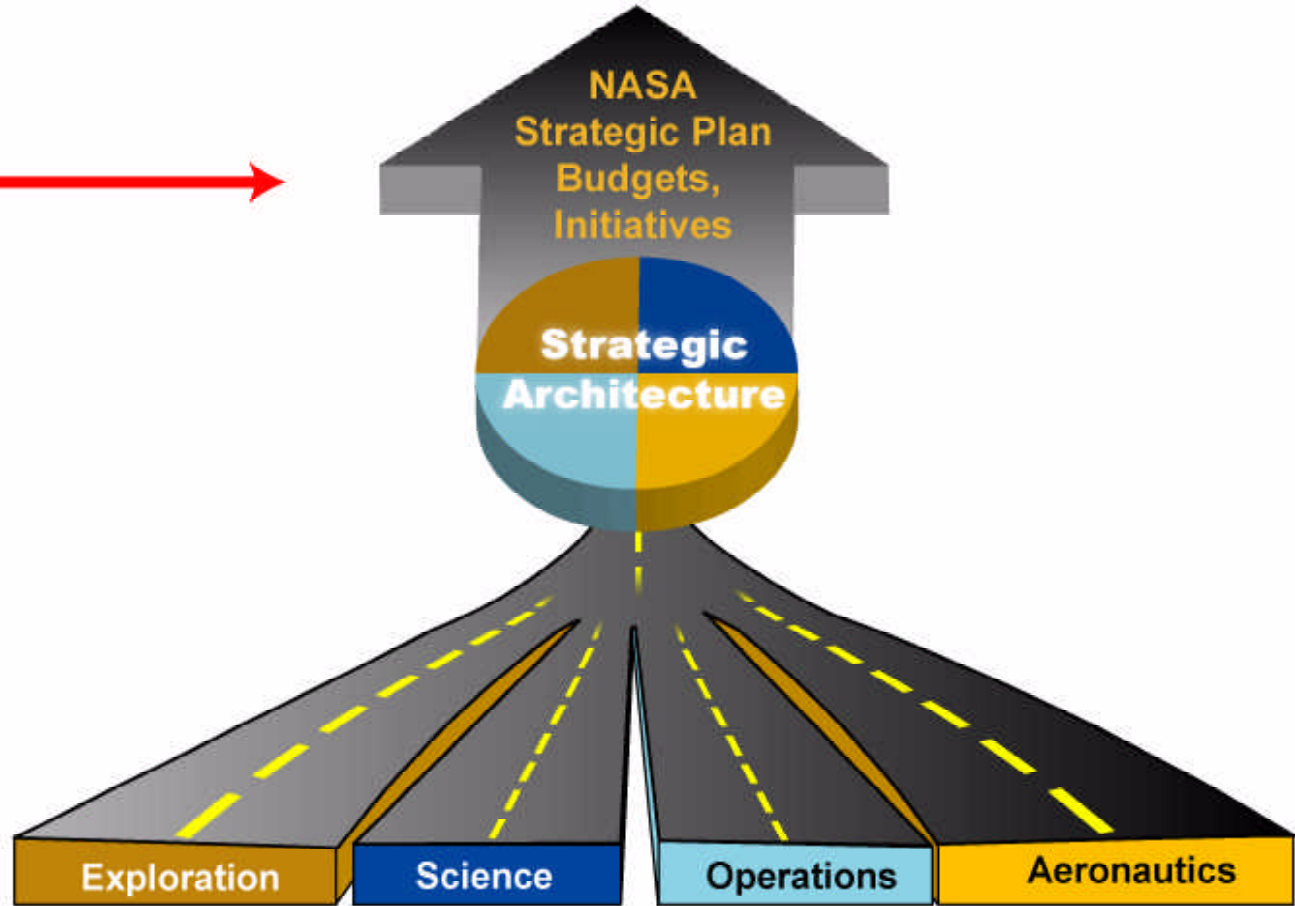 NASA
Strategic Plan
Budgets,
Initiatives
Strategic
Architecture
Exploration
Science
Operations
Aeronautics